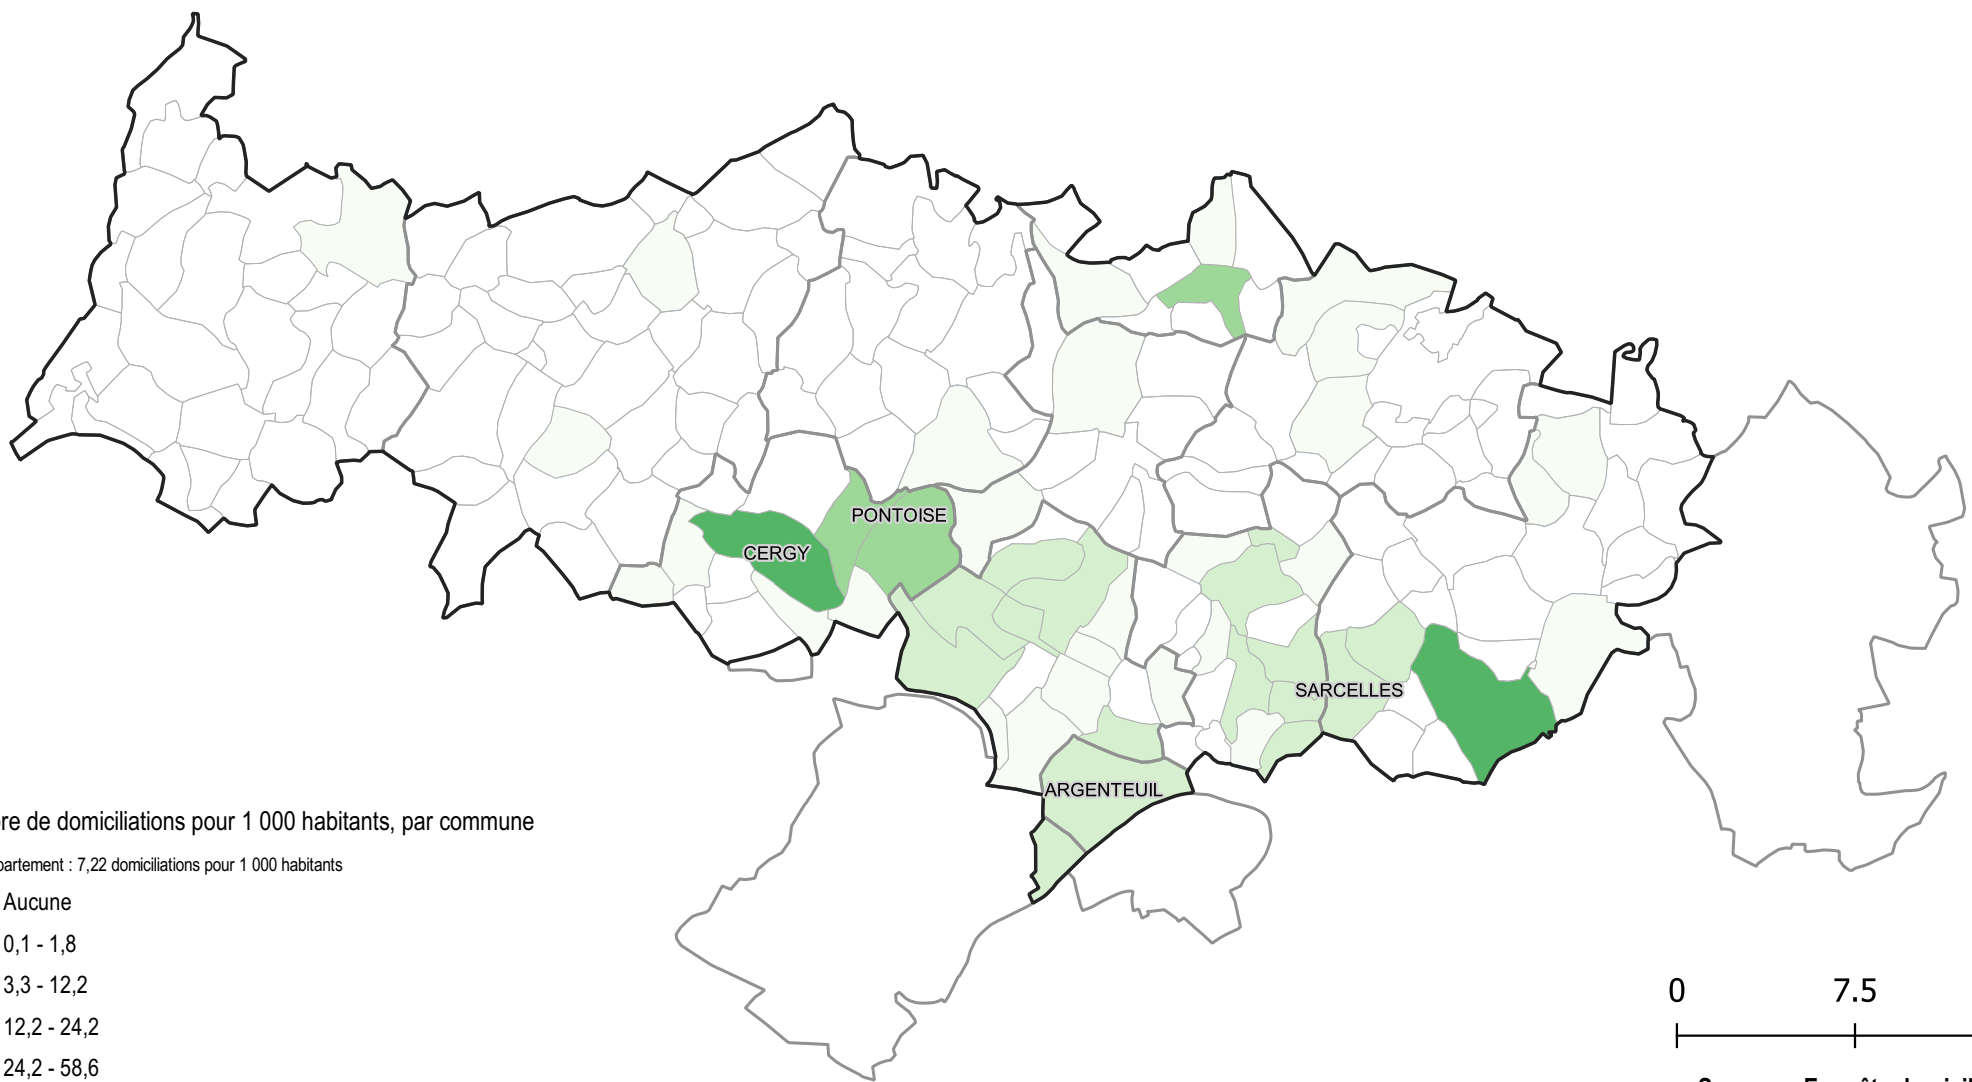 PONTOISE
CERGY
SARCELLES
ARGENTEUIL
de domiciliations pour 1 000 habitants, par commune
: 7,22 domiciliations pour 1 000 habitants
Aucune
0,1 - 1,8
3,3 - 12,2
12,2 - 24,2
24,2 - 58,6
0 7.5